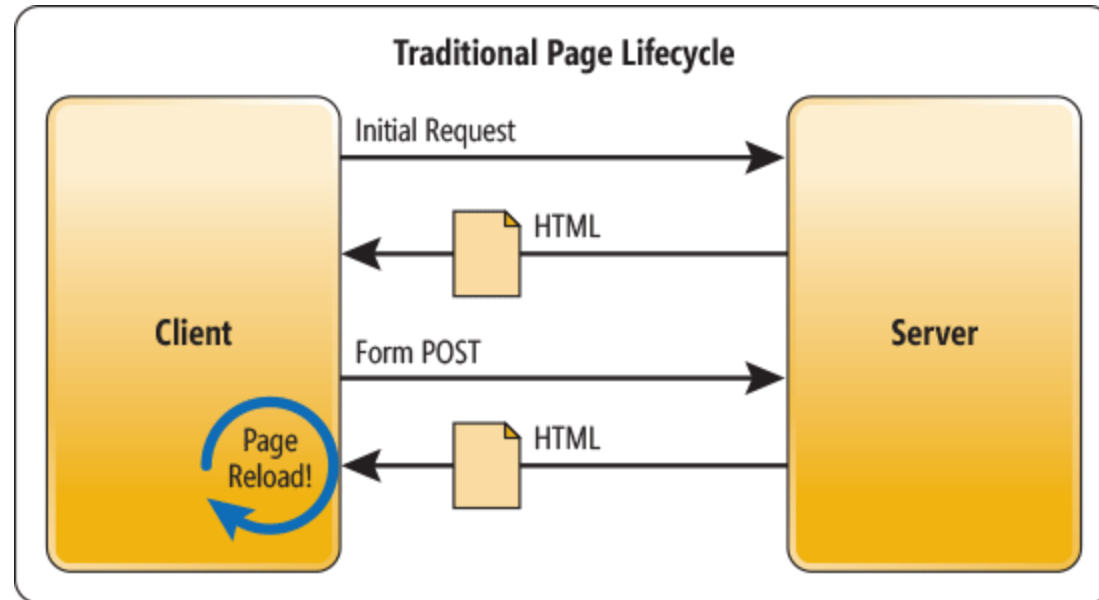 Traditional Page Lifecycle
Initial Request
HTML
Client
Server
Form POST
HTML
Page
Reload!